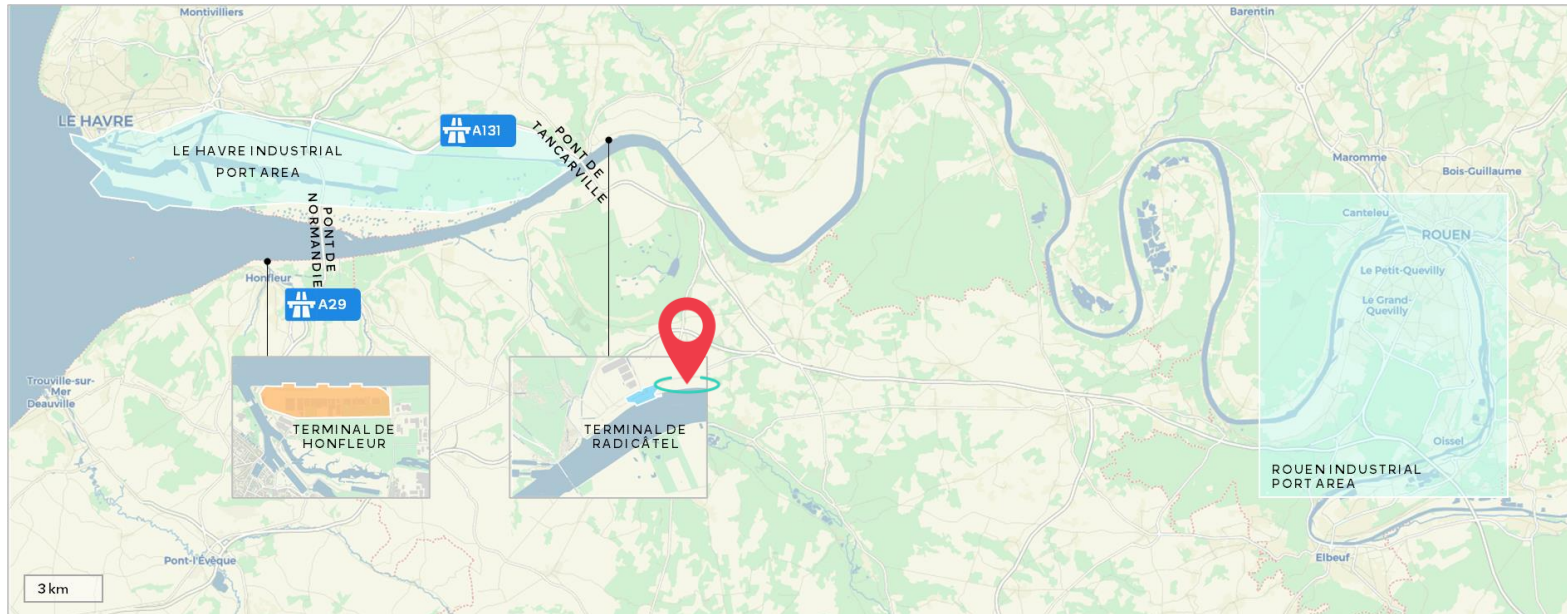 Montivilliers
Barentin
LE HAVRE
A131
LE HAVRE INDUSTRIAL
PORT AREA
PONT DE
TANCARVILLE
Maromme
Bois-Guillaume
PONT DE
NORMANDIE
Canteleu
ROUEN
Honfleur
A29
Le Petit-Quevilly
Le Grand-
Quevilly
Trouville-sur-
Mer
Deauville
TERMINAL DE
HONFLEUR
TERMINAL DE
RADICÂTEL
Oissel
ROUEN INDUSTRIAL
PORT AREA
Pont-l'Évêque
Elbeuf
3 km